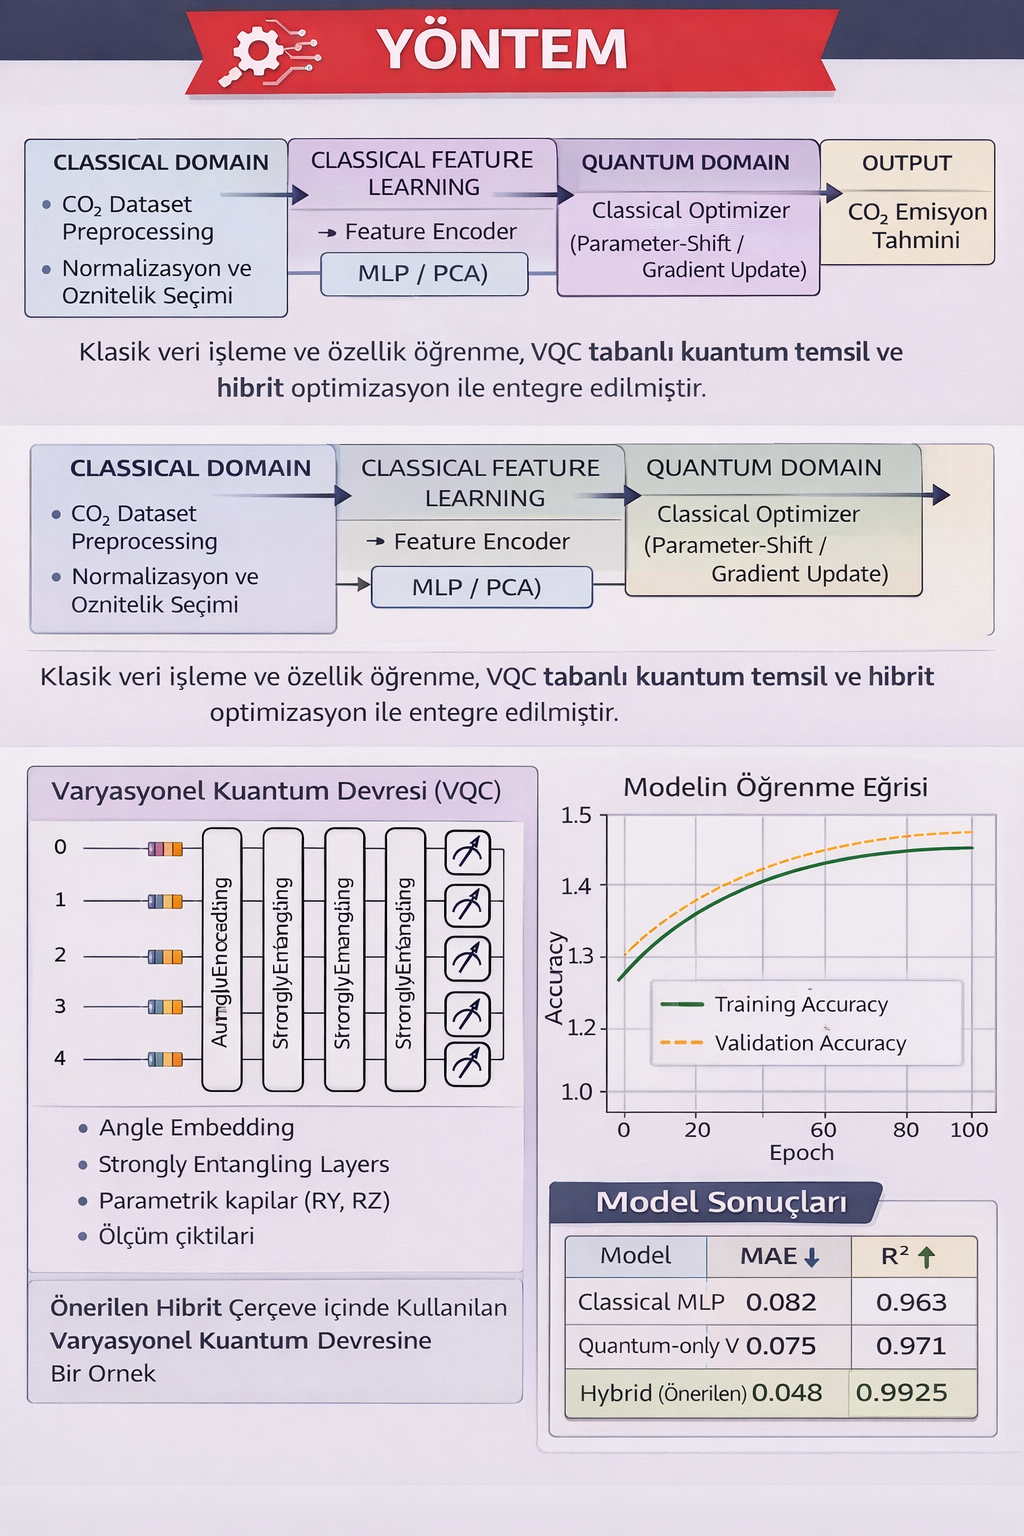 YÖNTEM
CLASSICAL DOMAIN
• CO₂ Dataset
Preprocessing
• Normalizasyon ve
Oznitelik Seçimi
CLASSICAL FEATURE
LEARNING
→ Feature Encoder
MLP / PCA)
QUANTUM DOMAIN
Classical Optimizer
(Parameter-Shift /
Gradient Update)
OUTPUT
CO₂ Emisyon
Tahmini
Klasik veri işleme ve özellik öğrenme, VQC tabanlı kuantum temsil ve
hibrit optimizasyon ile entegre edilmiştir.
CLASSICAL DOMAIN
• CO₂ Dataset
Preprocessing
• Normalizasyon ve
Oznitelik Seçimi
CLASSICAL FEATURE
LEARNING
→ Feature Encoder
MLP / PCA)
QUANTUM DOMAIN
Classical Optimizer
(Parameter-Shift /
Gradient Update)
Klasik veri işleme ve özellik öğrenme, VQC tabanlı kuantum temsil ve hibrit
optimizasyon ile entegre edilmiştir.
Varyasyonel Kuantum Devresi (VQC)
0
1
2
3
4
• Angle Embedding
• Strongly Entangling Layers
• Parametrik kapilar (RY, RZ)
• Ölçüm çiktilari
Önerilen Hibrit Çerçeve içinde Kullanılan
Varyasyonel Kuantum Devresine
Bir Ornek
Modelin Öğrenme Eğrisi
Accuracy
1.5
1.4
1.3
1.2
1.0
Training Accuracy
Validation Accuracy
0 20 60 80 100
Epoch
Model Sonuçları
Model MAE ↓ R² ↑
Classical MLP 0.082 0.963
Quantum-only V 0.075 0.971
Hybrid (Önerilen) 0.048 0.9925